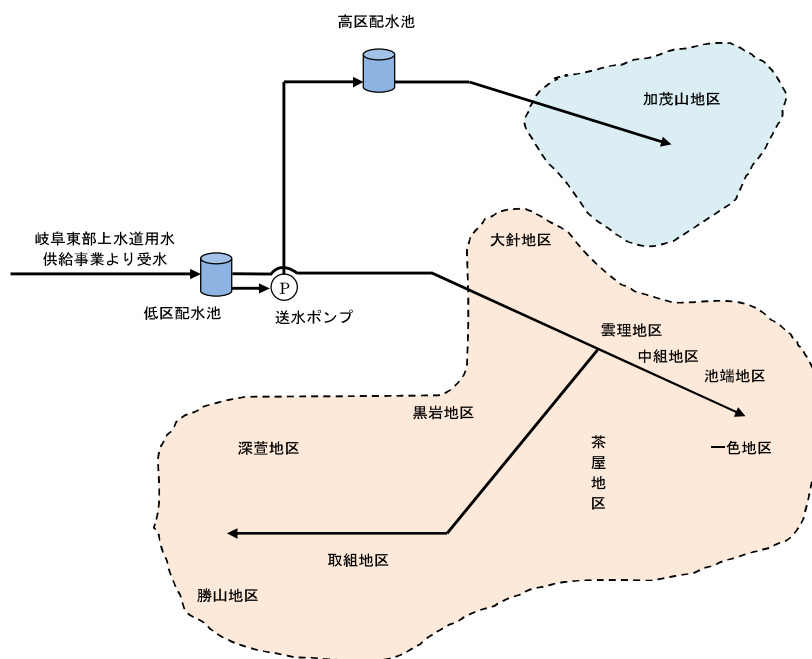 高区配水池
加茂山地区
大針地区
岐阜東部上水道用水
供給事業より受水
P
低区配水池
送水ポンプ
雲理地区
中組地区
池端地区
黒岩地区
深萱地区
茶屋地区
一色地区
取組地区
勝山地区